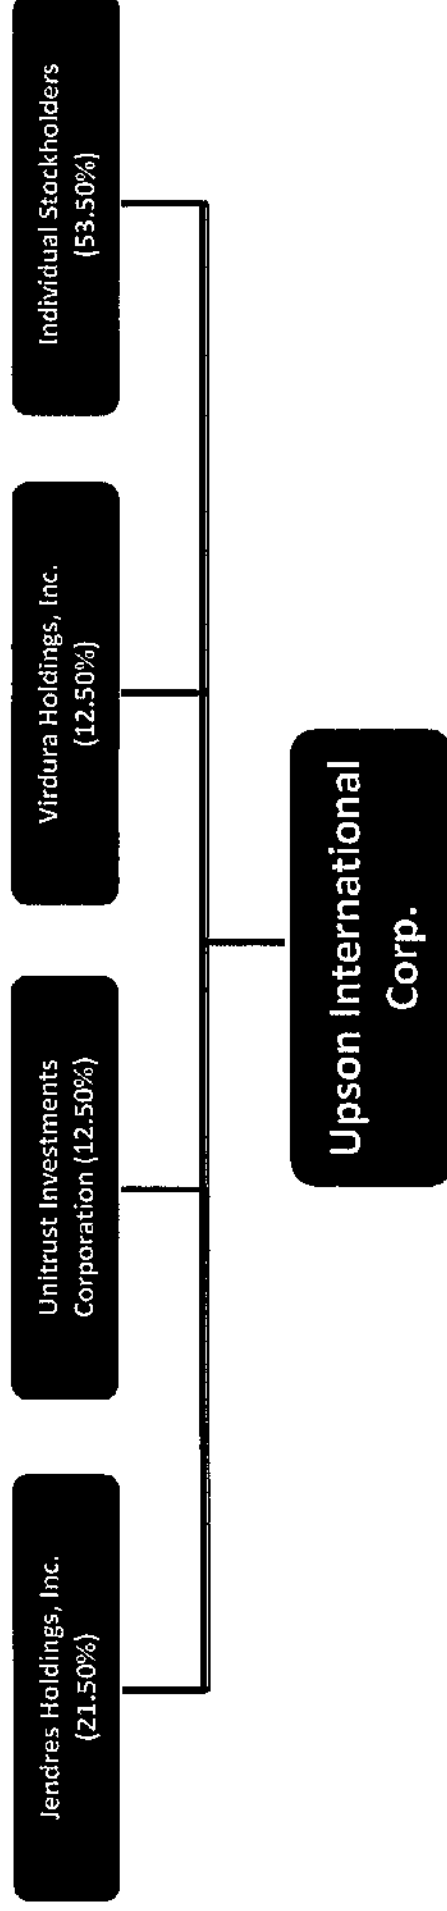 Jendres Holdings, Inc.
(21.50%)
Unitrust Investments
Corporation (12.50%)
Virdura Holdings, Inc.
(12.50%)
Individual Stockholders
(53.50%)
Upson International
Corp.